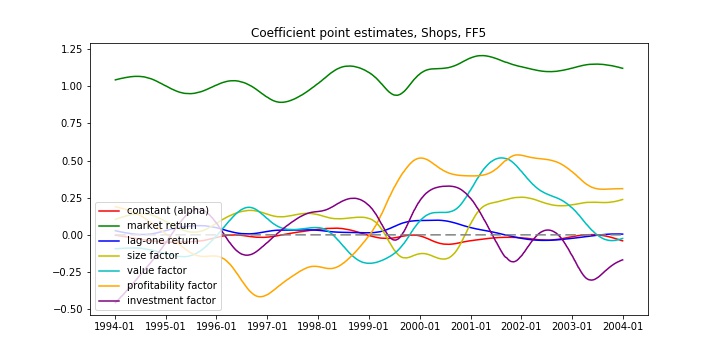 Coefficient point estimates, Shops, FF5
1.25
1.00
0.75
0.50
0.25
0.00
−0.25
−0.50
constant (alpha)
market return
lag-one return
size factor
value factor
profitability factor
investment factor
1994-01 1995-01 1996-01 1997-01 1998-01 1999-01 2000-01 2001-01 2002-01 2003-01 2004-01